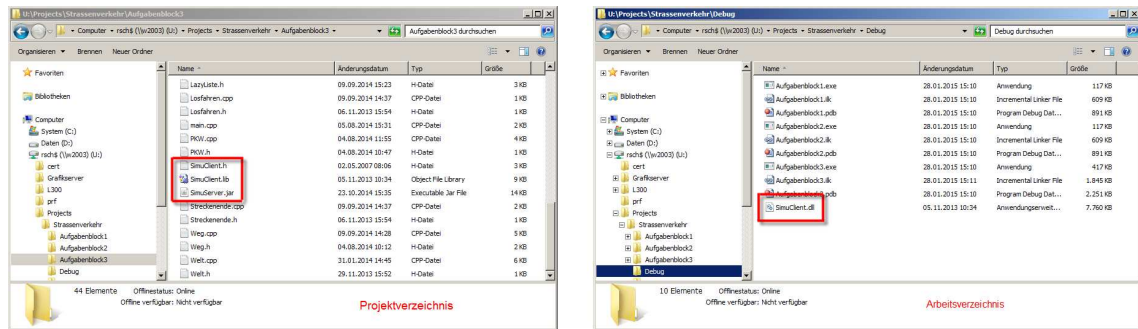 U:\Projects\Strassenverkehr\Aufgabenblock3
Computer rsch$ (\\w2003) (U:) Projects Strassenverkehr Aufgabenblock3
Aufgabenblock3 durchsuchen
Organisieren Brennen Neuer Ordner
Favoriten
Bibliotheken
Computer
System (C:)
Daten (D:)
rsch$ (\\w2003) (U:)
cert
Grafikserver
L300
prf
Projects
Strassenverkehr
Aufgabenblock1
Aufgabenblock2
Aufgabenblock3
Debug
Name Änderungsdatum Typ Größe
LazyListe.h 09.09.2014 15:23 H-Datei 3 KB
Losfahren.cpp 09.09.2014 14:37 CPP-Datei 1 KB
Losfahren.h 06.11.2013 15:54 H-Datei 1 KB
main.cpp 05.08.2014 15:31 CPP-Datei 2 KB
PKW.cpp 04.08.2014 11:55 CPP-Datei 4 KB
PKW.h 04.08.2014 10:47 H-Datei 1 KB
SimuClient.h 02.05.2007 08:06 H-Datei 3 KB
SimuClient.lib 05.11.2013 10:34 Object File Library 9 KB
SimuServer.jar 23.10.2014 15:35 Executable Jar File 14 KB
Streckenende.cpp 09.09.2014 14:37 CPP-Datei 2 KB
Streckenende.h 06.11.2013 15:54 H-Datei 1 KB
Weg.cpp 09.09.2014 14:28 CPP-Datei 5 KB
Weg.h 04.08.2014 10:12 H-Datei 2 KB
Welt.cpp 31.01.2014 14:45 CPP-Datei 6 KB
Welt.h 29.11.2013 15:52 H-Datei 1 KB
44 Elemente Offlinestatus: Online
Offline verfügbar: Nicht verfügbar
Projektverzeichnis
U:\Projects\Strassenverkehr\Debug
Computer rsch$ (\\w2003) (U:) Projects Strassenverkehr Debug
Debug durchsuchen
Organisieren Brennen Neuer Ordner
Favoriten
Bibliotheken
Computer
System (C:)
Daten (D:)
rsch$ (\\w2003) (U:)
cert
Grafikserver
L300
prf
Projects
Strassenverkehr
Aufgabenblock1
Aufgabenblock2
Aufgabenblock3
Debug
Name Änderungsdatum Typ Größe
Aufgabenblock1.exe 28.01.2015 15:10 Anwendung 117 KB
Aufgabenblock1.ilk 28.01.2015 15:10 Incremental Linker File 609 KB
Aufgabenblock1.pdb 28.01.2015 15:10 Program Debug Dat... 891 KB
Aufgabenblock2.exe 28.01.2015 15:10 Anwendung 117 KB
Aufgabenblock2.ilk 28.01.2015 15:10 Incremental Linker File 609 KB
Aufgabenblock2.pdb 28.01.2015 15:10 Program Debug Dat... 891 KB
Aufgabenblock3.exe 28.01.2015 15:10 Anwendung 417 KB
Aufgabenblock3.ilk 28.01.2015 15:11 Incremental Linker File 1.845 KB
Aufgabenblock3.pdb 28.01.2015 15:10 Program Debug Dat... 2.251 KB
SimuClient.dll 05.11.2013 10:34 Anwendungserweit... 7.760 KB
10 Elemente Offlinestatus: Online
Offline verfügbar: Nicht verfügbar
Arbeitsverzeichnis